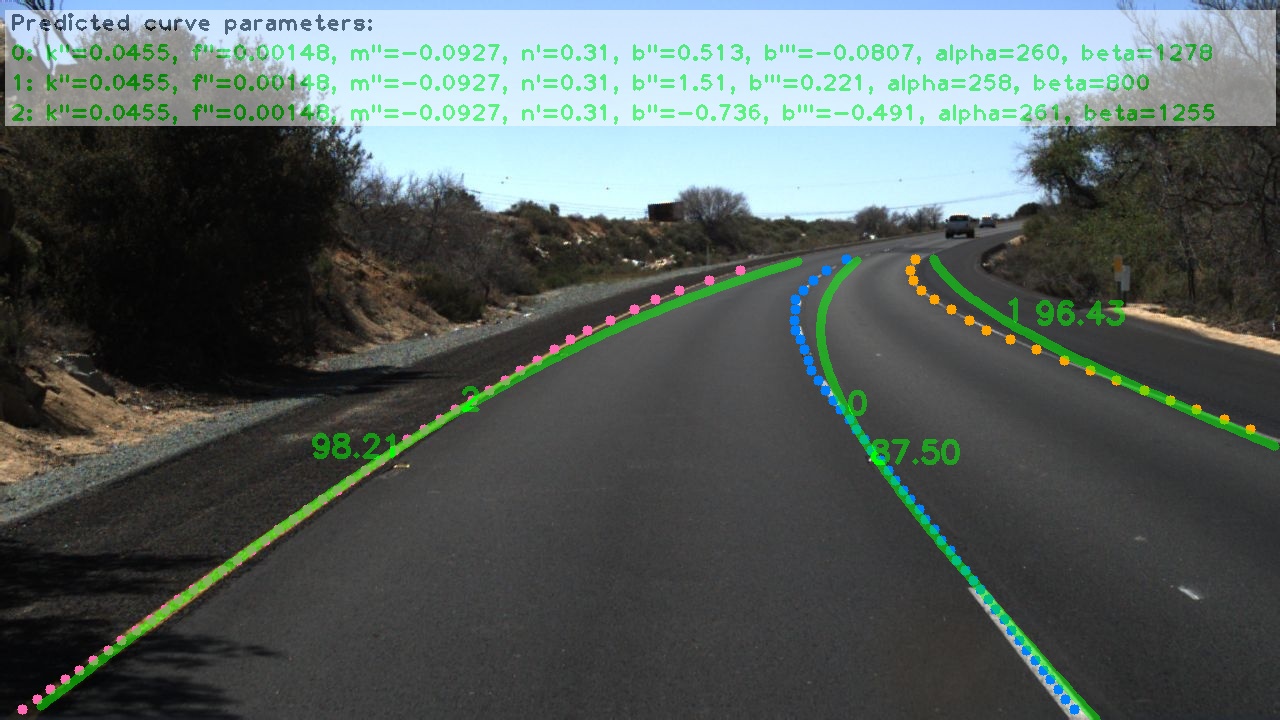 Predicted curve parameters:
0: k''=0.0455, f''=0.00148, m''=-0.0927, n'=0.31, b''=0.513, b'''=-0.0807, alpha=260, beta=1278
1: k''=0.0455, f''=0.00148, m''=-0.0927, n'=0.31, b''=1.51, b'''=0.221, alpha=258, beta=800
2: k''=0.0455, f''=0.00148, m''=-0.0927, n'=0.31, b''=-0.736, b'''=-0.491, alpha=261, beta=1255
1 96.43
2
0
98.21
87.50